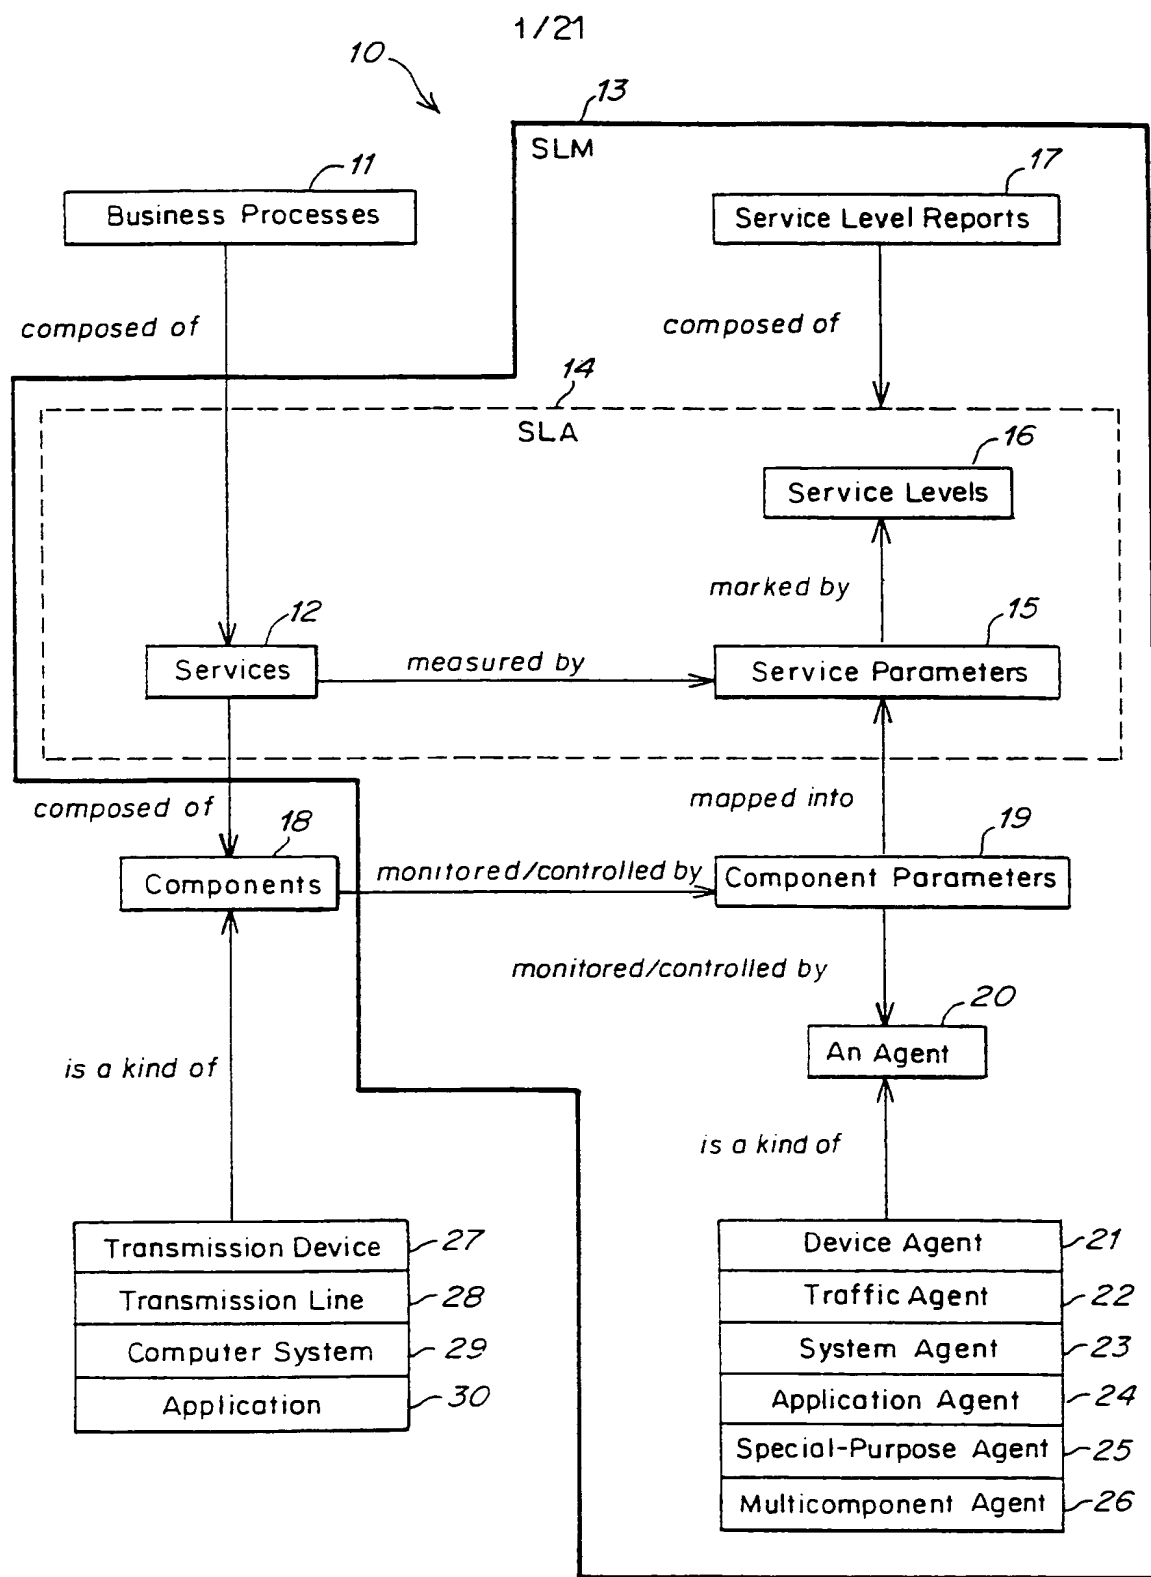 1/21
10
13
SLM
11
Business Processes
17
Service Level Reports
composed of
composed of
14
SLA
16
Service Levels
marked by
12
Services
measured by
15
Service Parameters
composed of
mapped into
18
Components
monitored/controlled by
19
Component Parameters
monitored/controlled by
20
An Agent
is a kind of
is a kind of
Transmission Device 27
Transmission Line 28
Computer System 29
Application 30
Device Agent 21
Traffic Agent 22
System Agent 23
Application Agent 24
Special-Purpose Agent 25
Multicomponent Agent 26